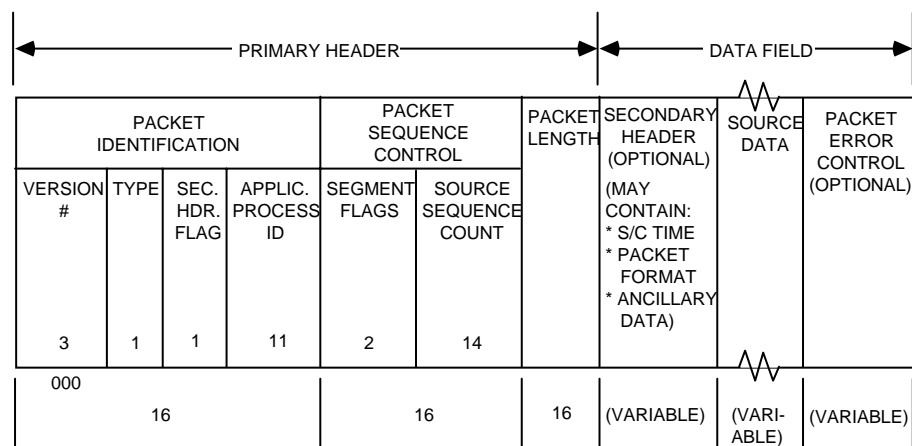 PRIMARY HEADER
DATA FIELD
PACKET
IDENTIFICATION
PACKET
SEQUENCE
CONTROL
PACKET
LENGTH
SECONDARY
HEADER
(OPTIONAL)
(MAY
CONTAIN:
* S/C TIME
* PACKET
FORMAT
* ANCILLARY
DATA)
SOURCE
DATA
PACKET
ERROR
CONTROL
(OPTIONAL)
VERSION
#
3
TYPE
1
SEC.
HDR.
FLAG
1
APPLIC.
PROCESS
ID
11
SEGMENT
FLAGS
2
SOURCE
SEQUENCE
COUNT
14
000
16
16
16
(VARIABLE)
(VARI-
ABLE)
(VARIABLE)